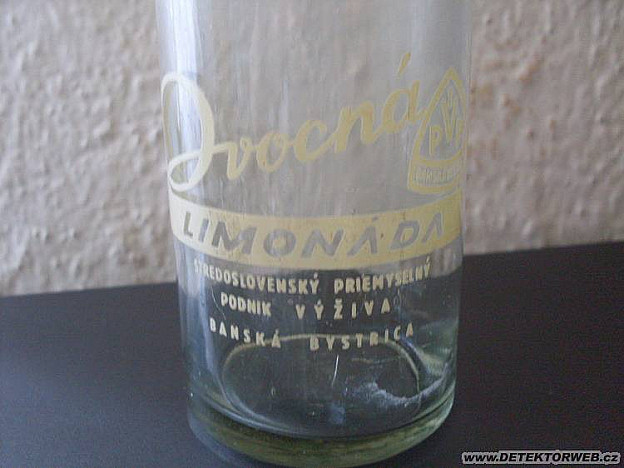 Ovocná
LIMONÁDA
STREDOSLOVENSKÝ PRIEMYSELNÝ
PODNIK VÝŽIVA
BANSKÁ BYSTRICA
www.DETEKTORWEB.cz